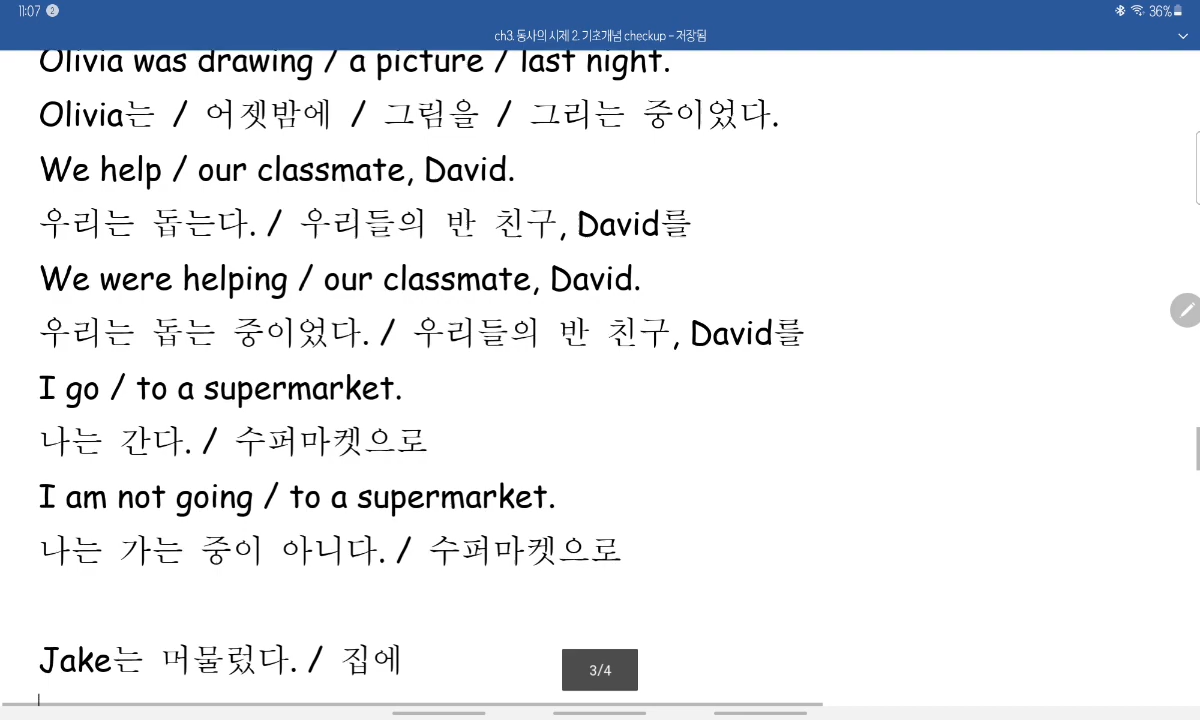 11:07 2 36%
ch3. 동사의 시제 2. 기초개념 checkup - 저장됨
Olivia was drawing / a picture / last night.
Olivia는 / 어젯밤에 / 그림을 / 그리는 중이었다.
We help / our classmate, David.
우리는 돕는다. / 우리들의 반 친구, David를
We were helping / our classmate, David.
우리는 돕는 중이었다. / 우리들의 반 친구, David를
I go / to a supermarket.
나는 간다. / 수퍼마켓으로
I am not going / to a supermarket.
나는 가는 중이 아니다. / 수퍼마켓으로
Jake는 머물렀다. / 집에
3/4